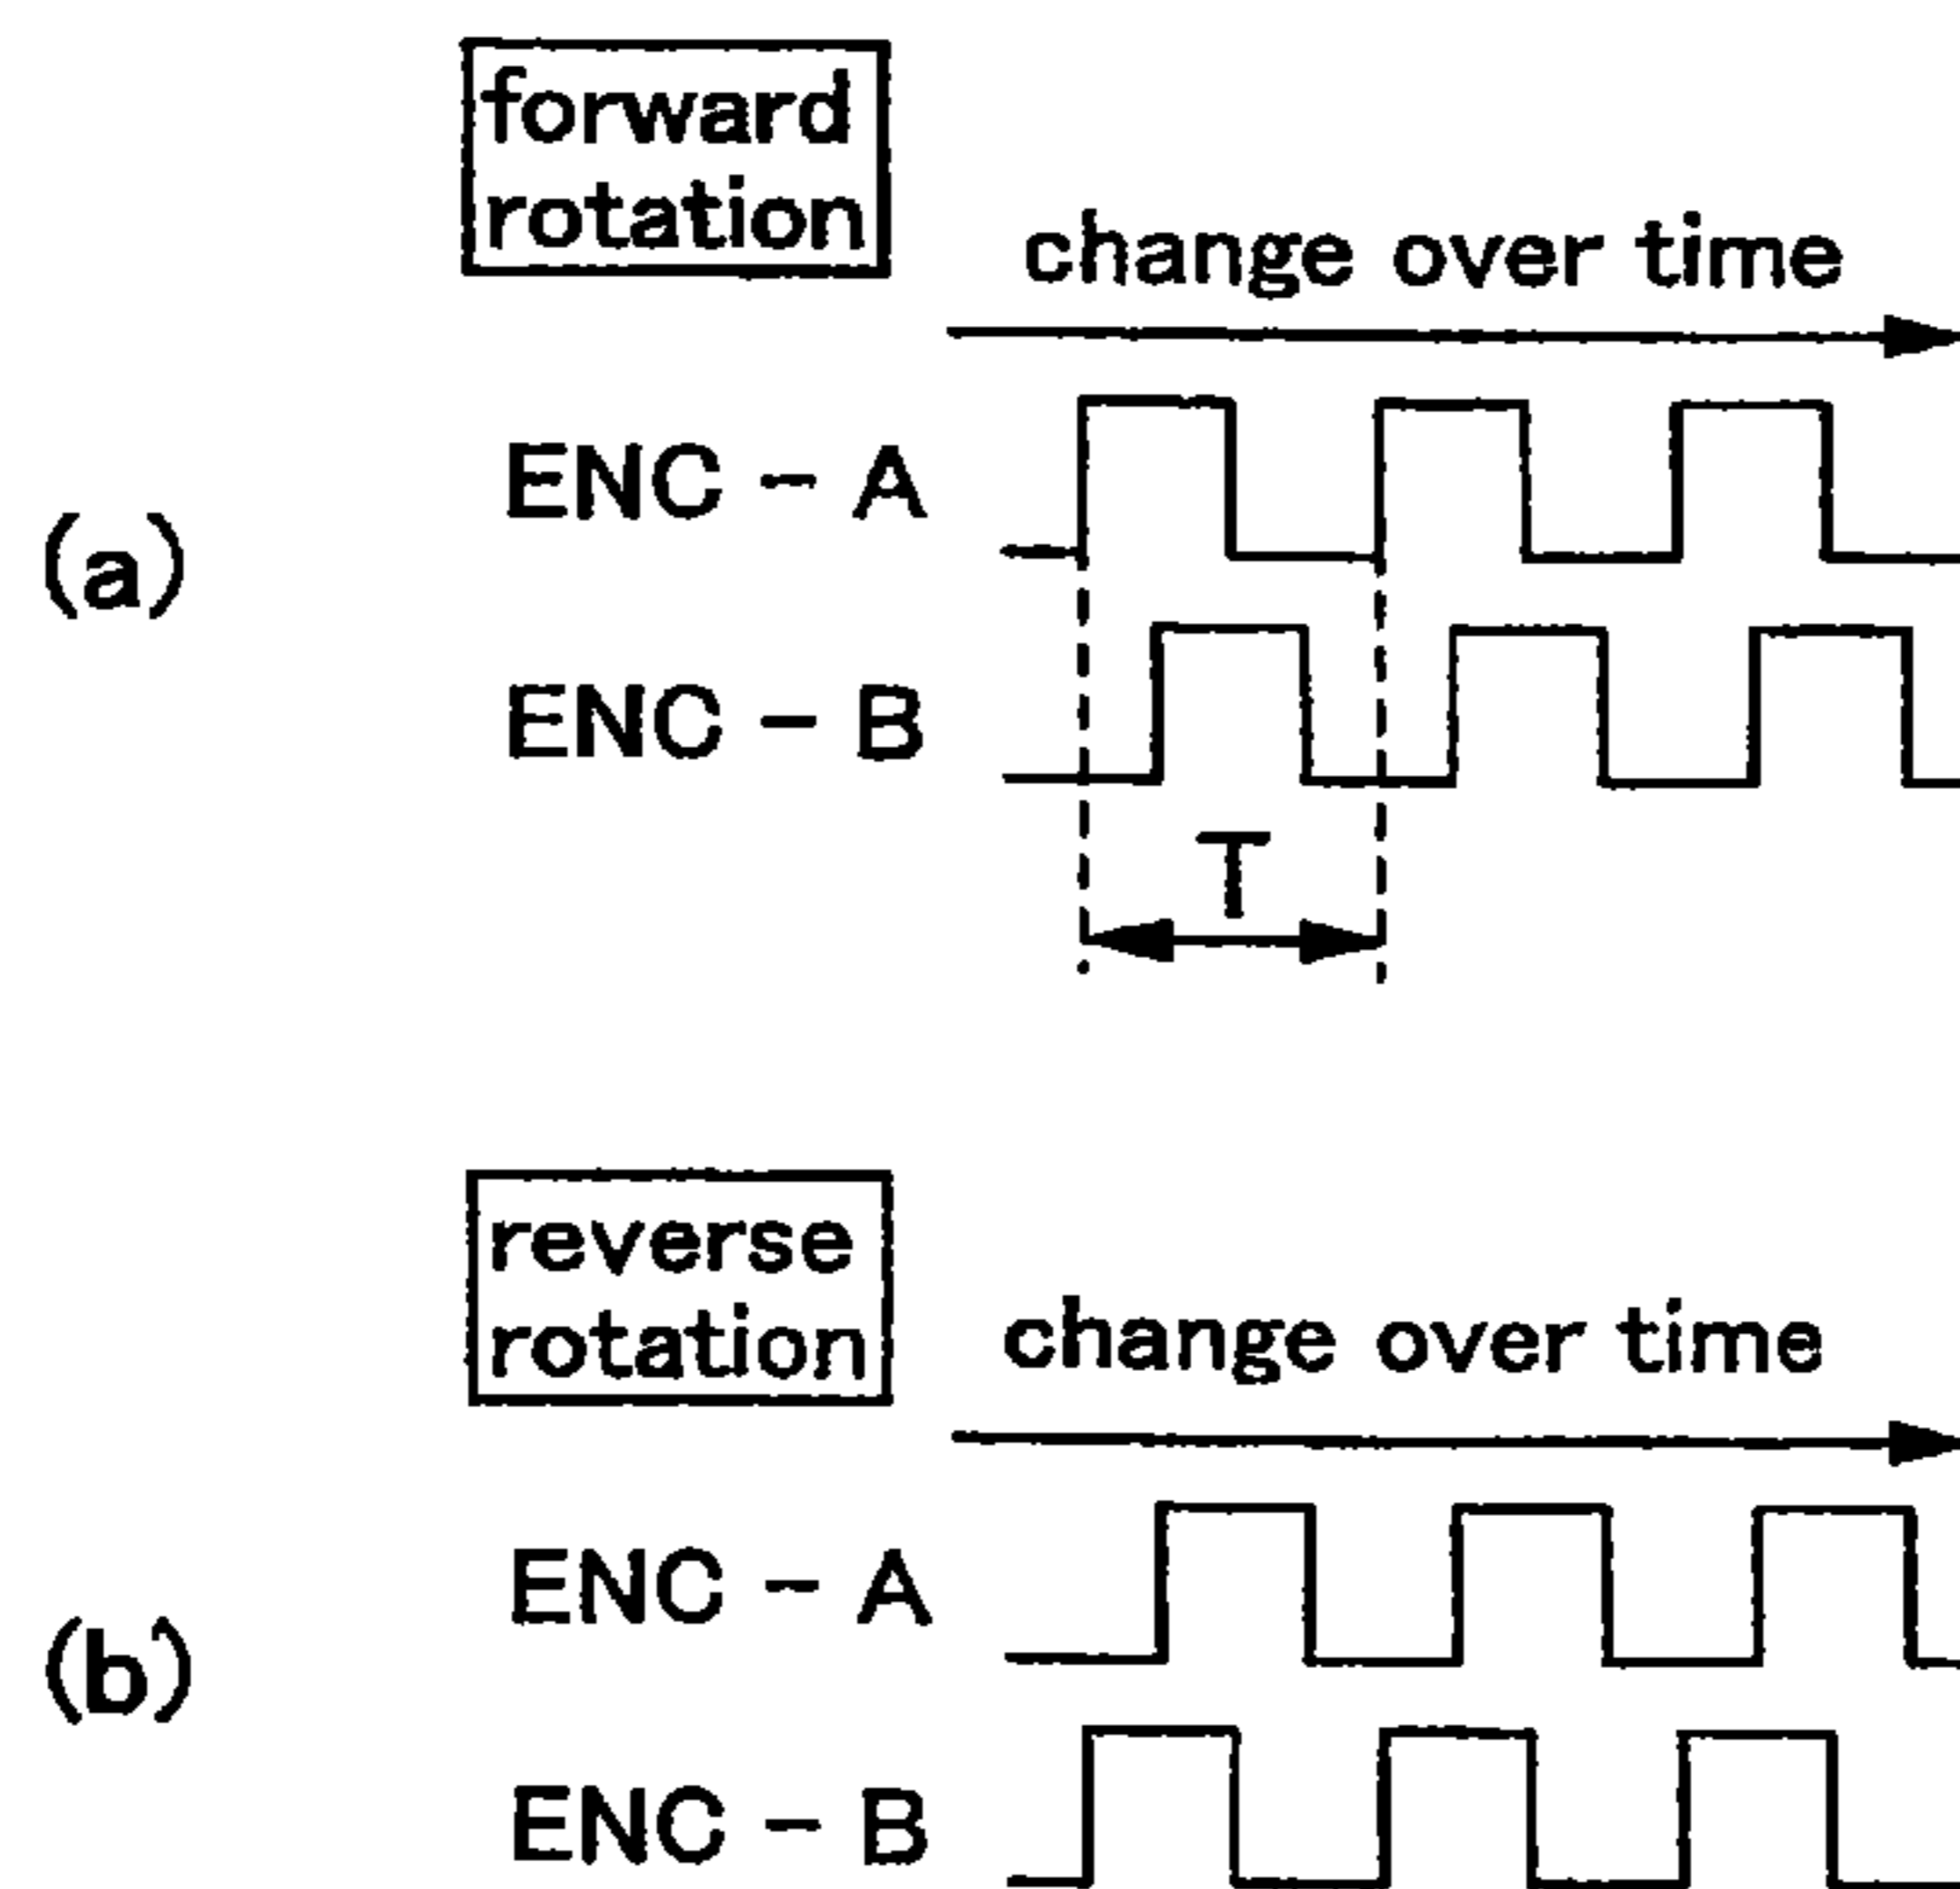 forward
rotation
change over time
ENC - A
(a)
ENC - B
T
reverse
rotation
change over time
ENC - A
(b)
ENC - B